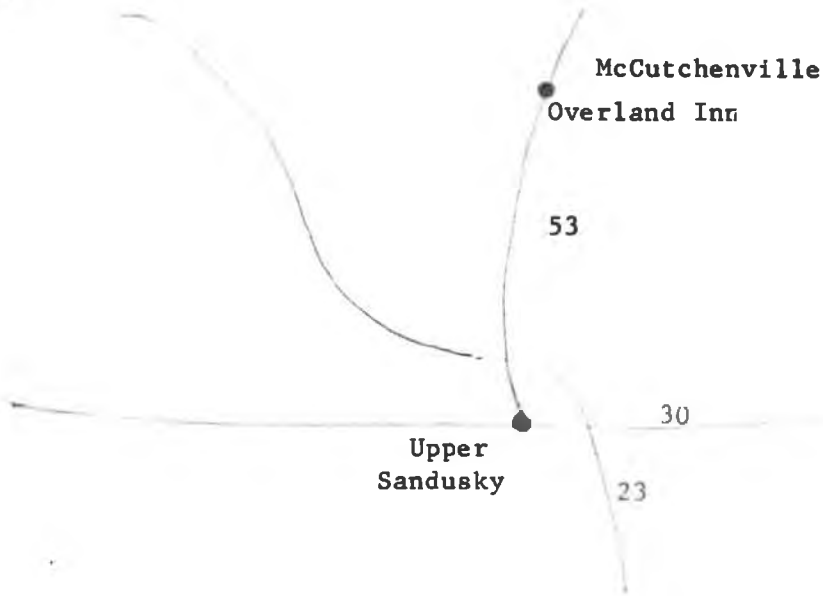 McCutchenville
Overland Inn
53
30
Upper
Sandusky
23